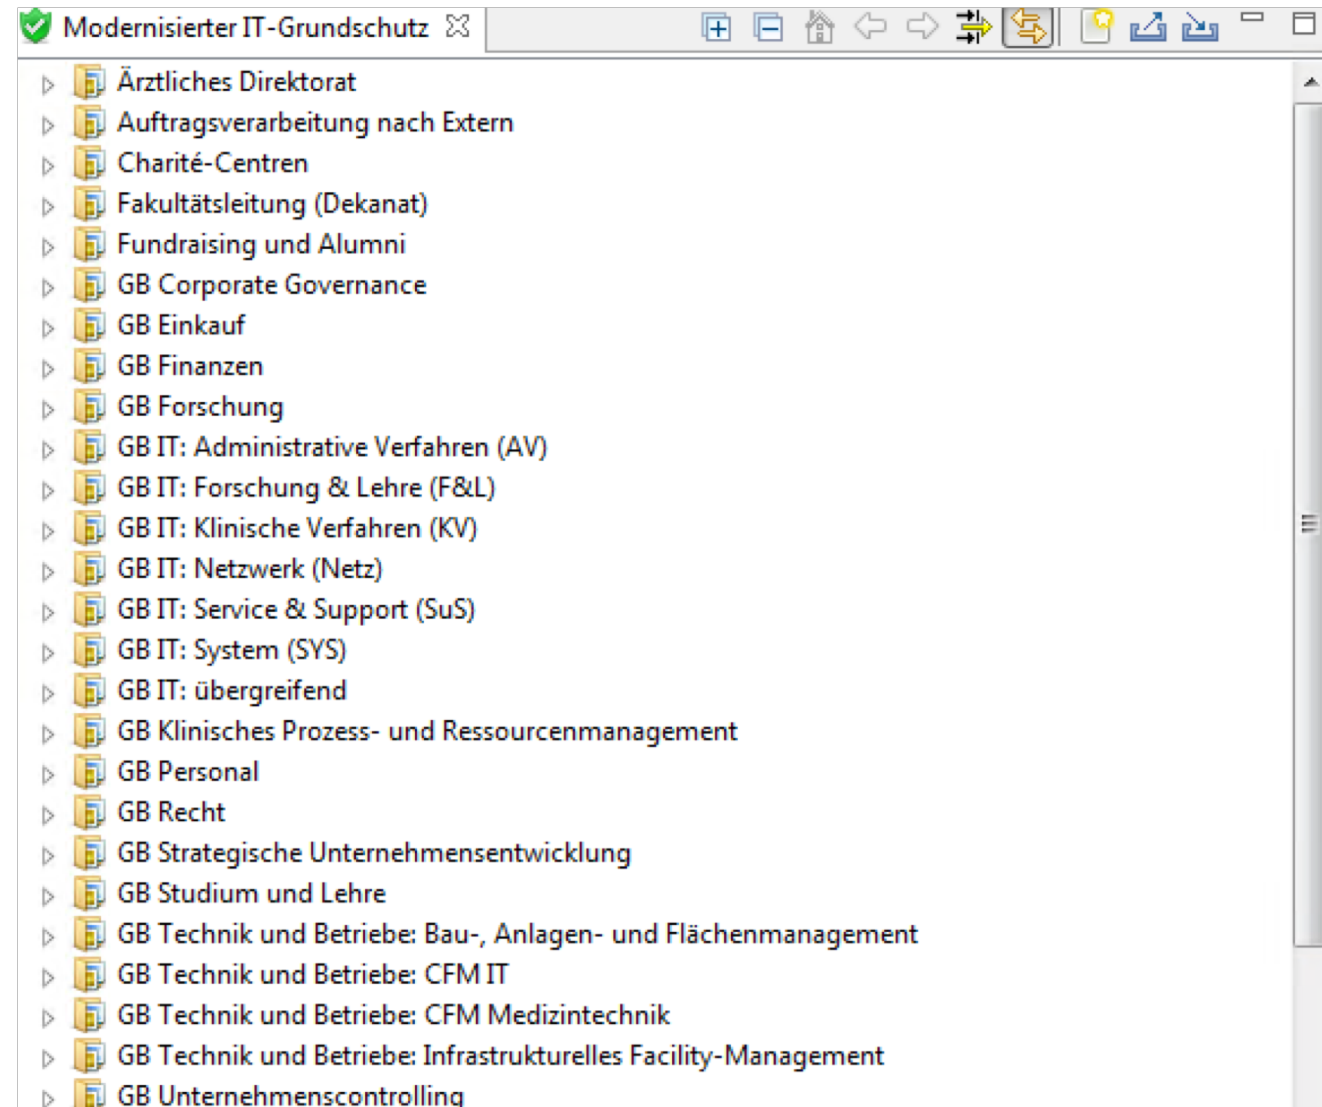 Modernisierter IT-Grundschutz
Ärztliches Direktorat
Auftragsverarbeitung nach Extern
Charité-Centren
Fakultätsleitung (Dekanat)
Fundraising und Alumni
GB Corporate Governance
GB Einkauf
GB Finanzen
GB Forschung
GB IT: Administrative Verfahren (AV)
GB IT: Forschung & Lehre (F&L)
GB IT: Klinische Verfahren (KV)
GB IT: Netzwerk (Netz)
GB IT: Service & Support (SuS)
GB IT: System (SYS)
GB IT: übergreifend
GB Klinisches Prozess- und Ressourcenmanagement
GB Personal
GB Recht
GB Strategische Unternehmensentwicklung
GB Studium und Lehre
GB Technik und Betriebe: Bau-, Anlagen- und Flächenmanagement
GB Technik und Betriebe: CFM IT
GB Technik und Betriebe: CFM Medizintechnik
GB Technik und Betriebe: Infrastrukturelles Facility-Management
GB Unternehmenscontrolling